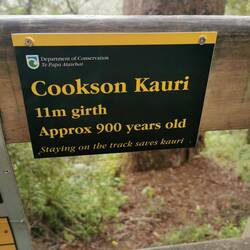 Department of Conservation
Te Papa Atawhai
Cookson Kauri
11m girth
Approx 900 years old
Staying on the track saves kauri